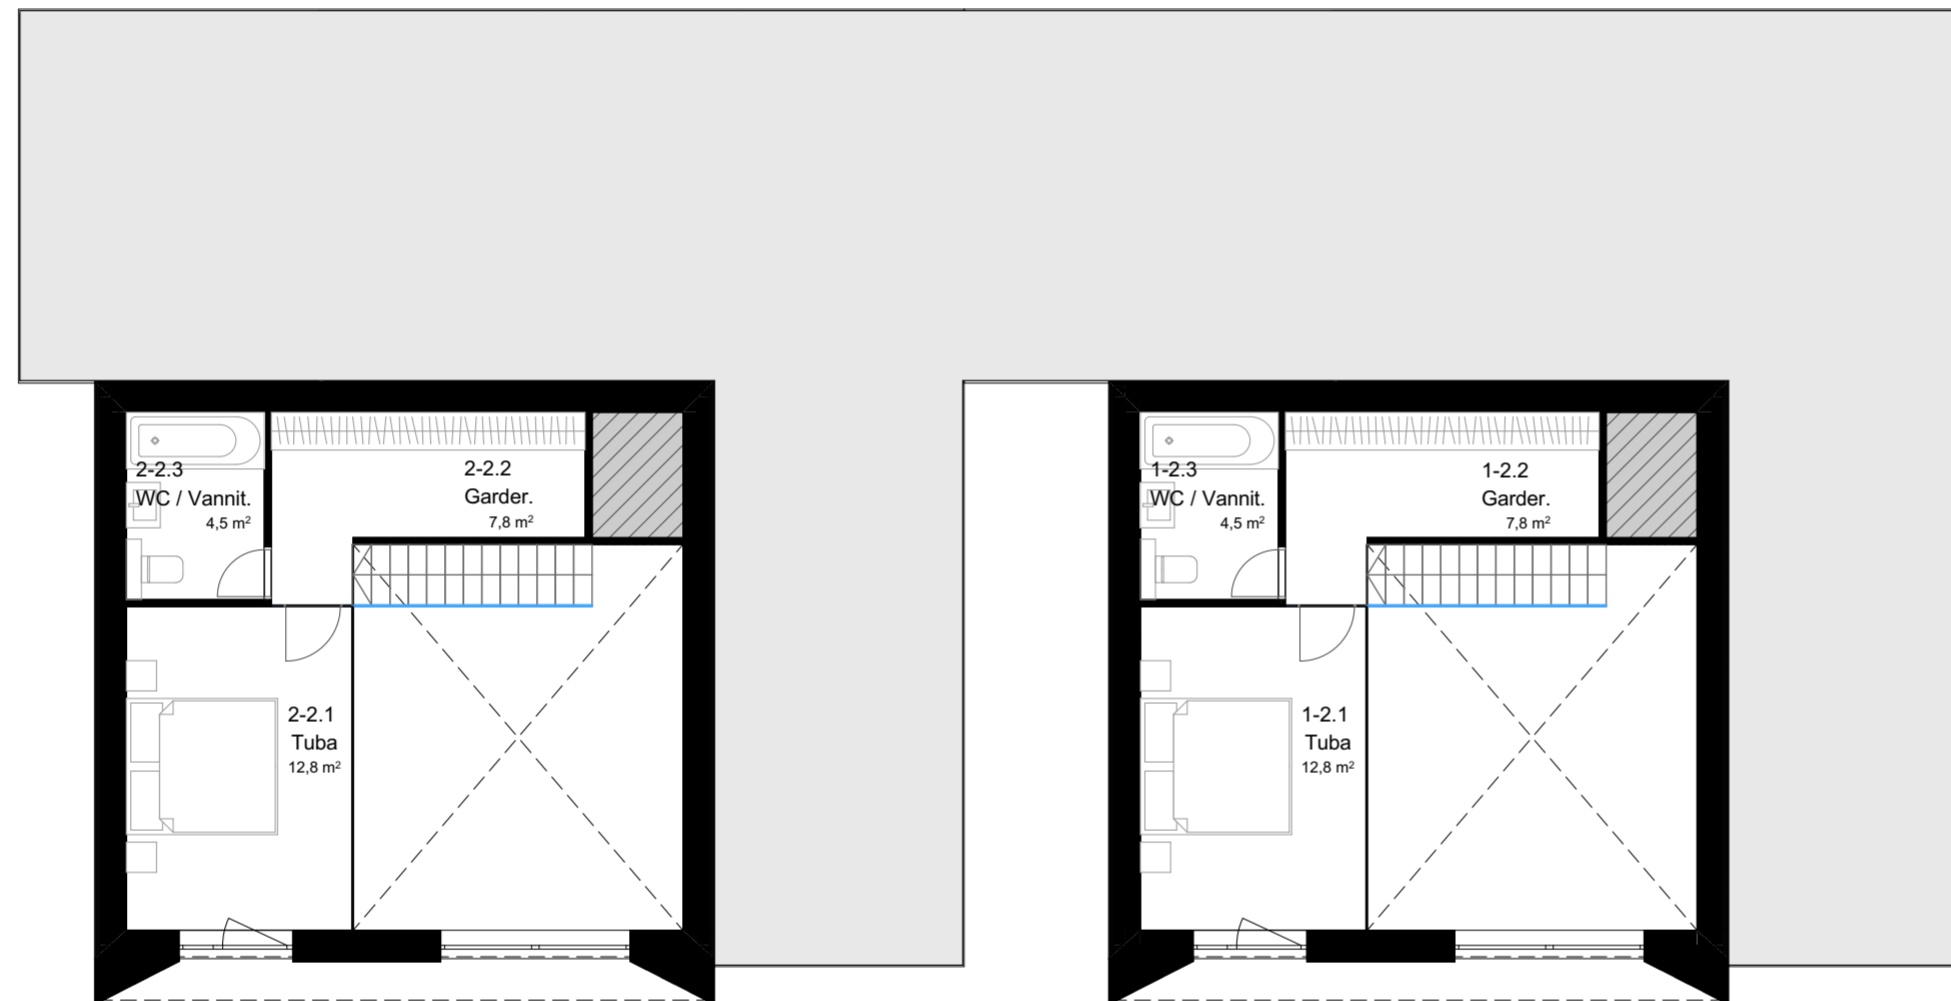 2-2.3
WC / Vannit.
4,5 m²
2-2.2
Garder.
7,8 m²
2-2.1
Tuba
12,8 m²
1-2.3
WC / Vannit.
4,5 m²
1-2.2
Garder.
7,8 m²
1-2.1
Tuba
12,8 m²